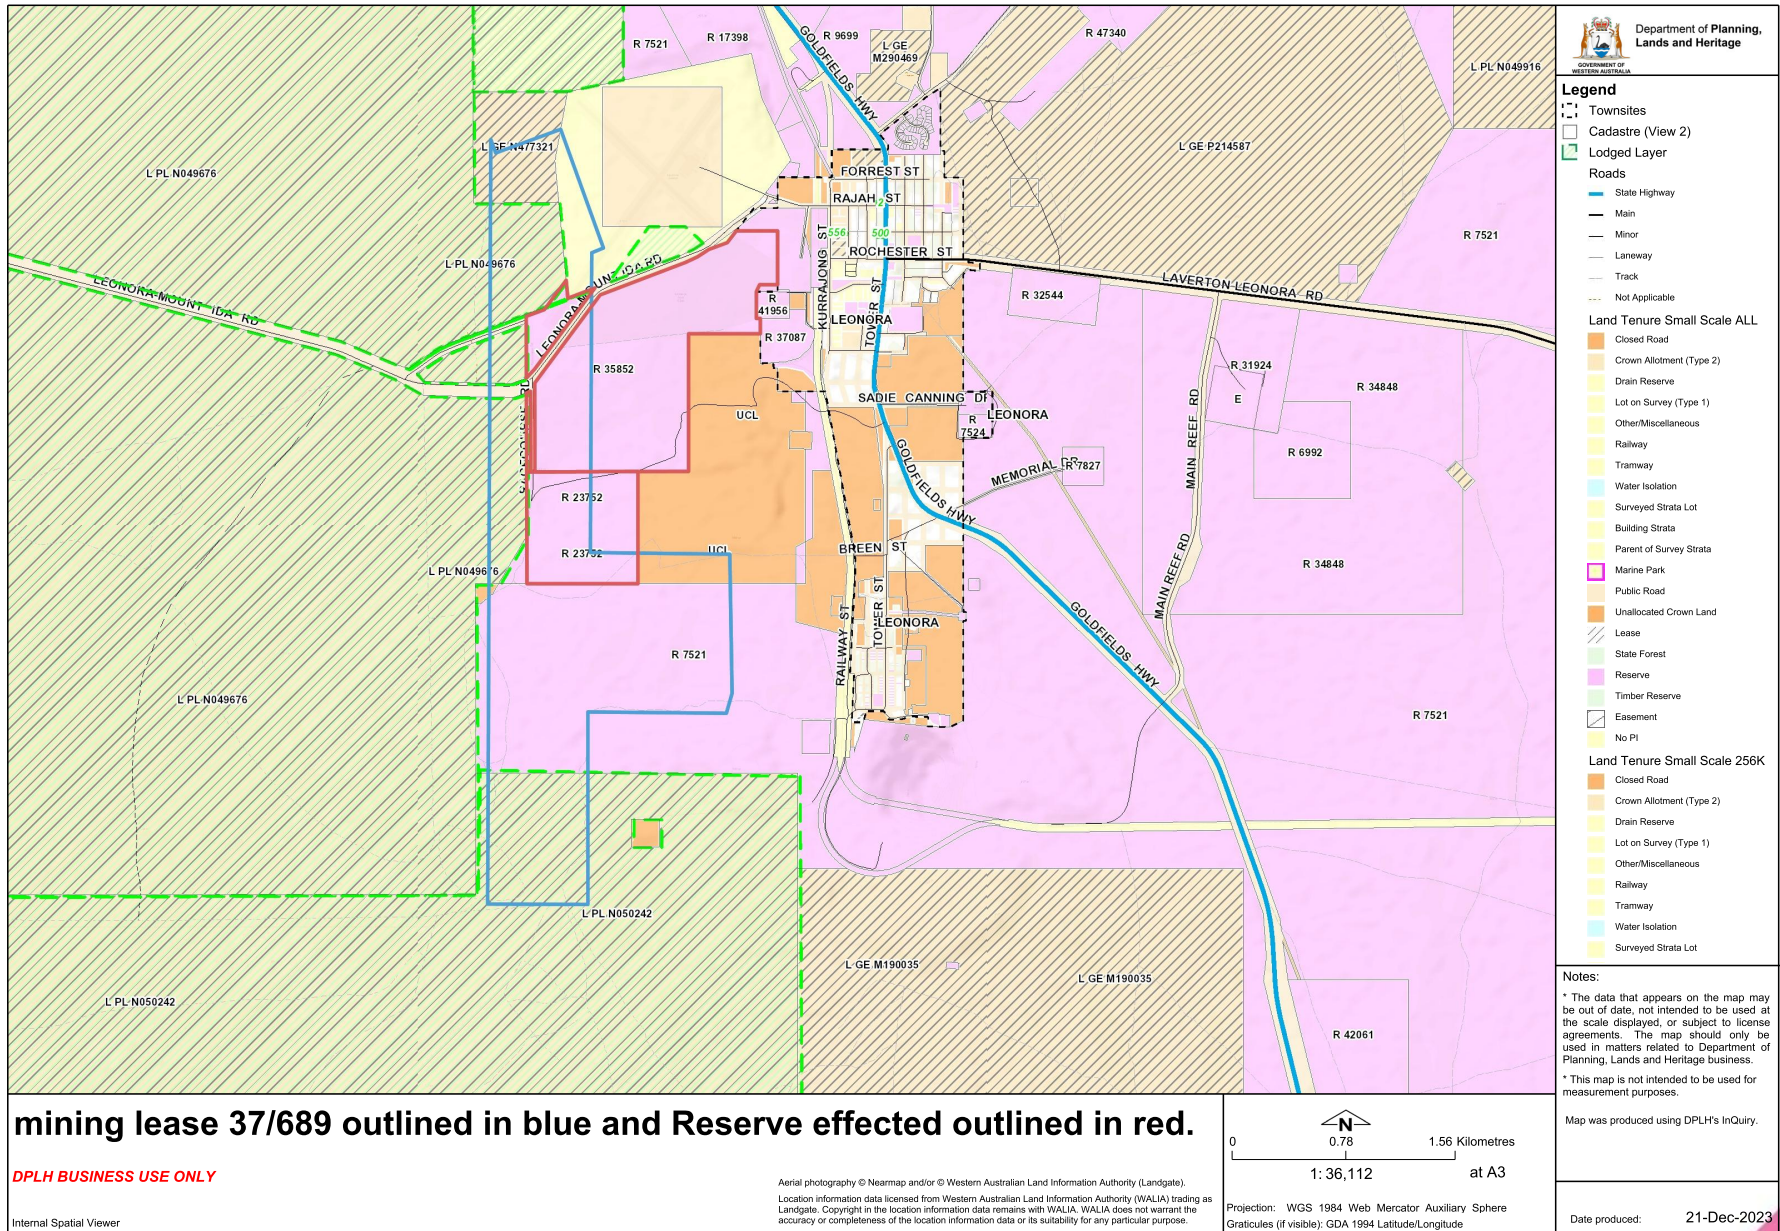 R 7521
R 17398
R 9699
L GE
M290469
R 47340
L PL N049916
GOLDFIELDS HWY
L GE N477321
L PL N049676
L GE P214587
FORREST ST
RAJAH ST
2
KURRAJONG ST
556
500
ROCHESTER ST
R 7521
L PL N049676
LEONORA-MOUNT IDA RD
LEONORA-MOUNT IDA RD
LAVERTON-LEONORA RD
R
41956
R 32544
LEONORA
TOWER ST
R 37087
R 35852
R 31924
E
R 34848
UCL
SADIE CANNING DR
LEONORA
R
7524
MAIN REEF RD
R 6992
GOLDFIELDS HWY
MEMORIAL DR
R 7827
R 23752
R 23752
UCL
BREEN ST
L PL N049676
R 34848
MAIN REEF RD
TOWER ST
LEONORA
RAILWAY ST
GOLDFIELDS HWY
R 7521
L PL N049676
R 7521
L PL N050242
L GE M190035
L GE M190035
L PL N050242
R 42061
GOVERNMENT OF
WESTERN AUSTRALIA
Department of Planning,
Lands and Heritage
Legend
Townsites
Cadastre (View 2)
Lodged Layer
Roads
State Highway
Main
Minor
Laneway
Track
Not Applicable
Land Tenure Small Scale ALL
Closed Road
Crown Allotment (Type 2)
Drain Reserve
Lot on Survey (Type 1)
Other/Miscellaneous
Railway
Tramway
Water Isolation
Surveyed Strata Lot
Building Strata
Parent of Survey Strata
Marine Park
Public Road
Unallocated Crown Land
Lease
State Forest
Reserve
Timber Reserve
Easement
No PI
Land Tenure Small Scale 256K
Closed Road
Crown Allotment (Type 2)
Drain Reserve
Lot on Survey (Type 1)
Other/Miscellaneous
Railway
Tramway
Water Isolation
Surveyed Strata Lot
Notes:
* The data that appears on the map may
be out of date, not intended to be used at
the scale displayed, or subject to license
agreements. The map should only be
used in matters related to Department of
Planning, Lands and Heritage business.
* This map is not intended to be used for
measurement purposes.
Map was produced using DPLH's InQuiry.
Date produced: 21-Dec-2023
mining lease 37/689 outlined in blue and Reserve effected outlined in red.
DPLH BUSINESS USE ONLY
Internal Spatial Viewer
Aerial photography © Nearmap and/or © Western Australian Land Information Authority (Landgate).
Location information data licensed from Western Australian Land Information Authority (WALIA) trading as
Landgate. Copyright in the location information data remains with WALIA. WALIA does not warrant the
accuracy or completeness of the location information data or its suitability for any particular purpose.
N
0 0.78 1.56 Kilometres
1: 36,112 at A3
Projection: WGS 1984 Web Mercator Auxiliary Sphere
Graticules (if visible): GDA 1994 Latitude/Longitude